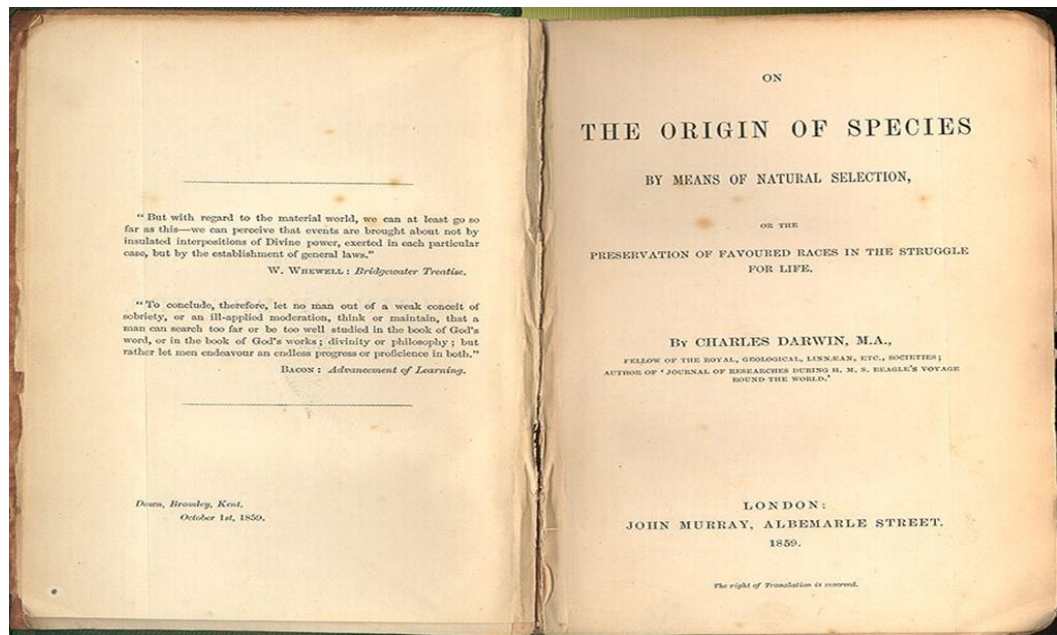 “But with regard to the material world, we can at least go so
far as this—we can perceive that events are brought about not by
insulated interpositions of Divine power, exerted in each particular
case, but by the establishment of general laws.”
W. WHEWELL: Bridgewater Treatise.
“To conclude, therefore, let no man out of a weak conceit of
sobriety, or an ill-applied moderation, think or maintain, that a
man can search too far or be too well studied in the book of God's
word, or in the book of God's works; divinity or philosophy; but
rather let men endeavour an endless progress or proficience in both.”
BACON: Advancement of Learning.
Down, Bromley, Kent,
October 1st, 1859.
ON
THE ORIGIN OF SPECIES
BY MEANS OF NATURAL SELECTION,
OR THE
PRESERVATION OF FAVOURED RACES IN THE STRUGGLE
FOR LIFE.
BY CHARLES DARWIN, M.A.,
FELLOW OF THE ROYAL, GEOLOGICAL, LINNÆAN, ETC., SOCIETIES;
AUTHOR OF ‘JOURNAL OF RESEARCHES DURING H. M. S. BEAGLE'S VOYAGE
ROUND THE WORLD.’
LONDON:
JOHN MURRAY, ALBEMARLE STREET.
1859.
The right of Translation is reserved.